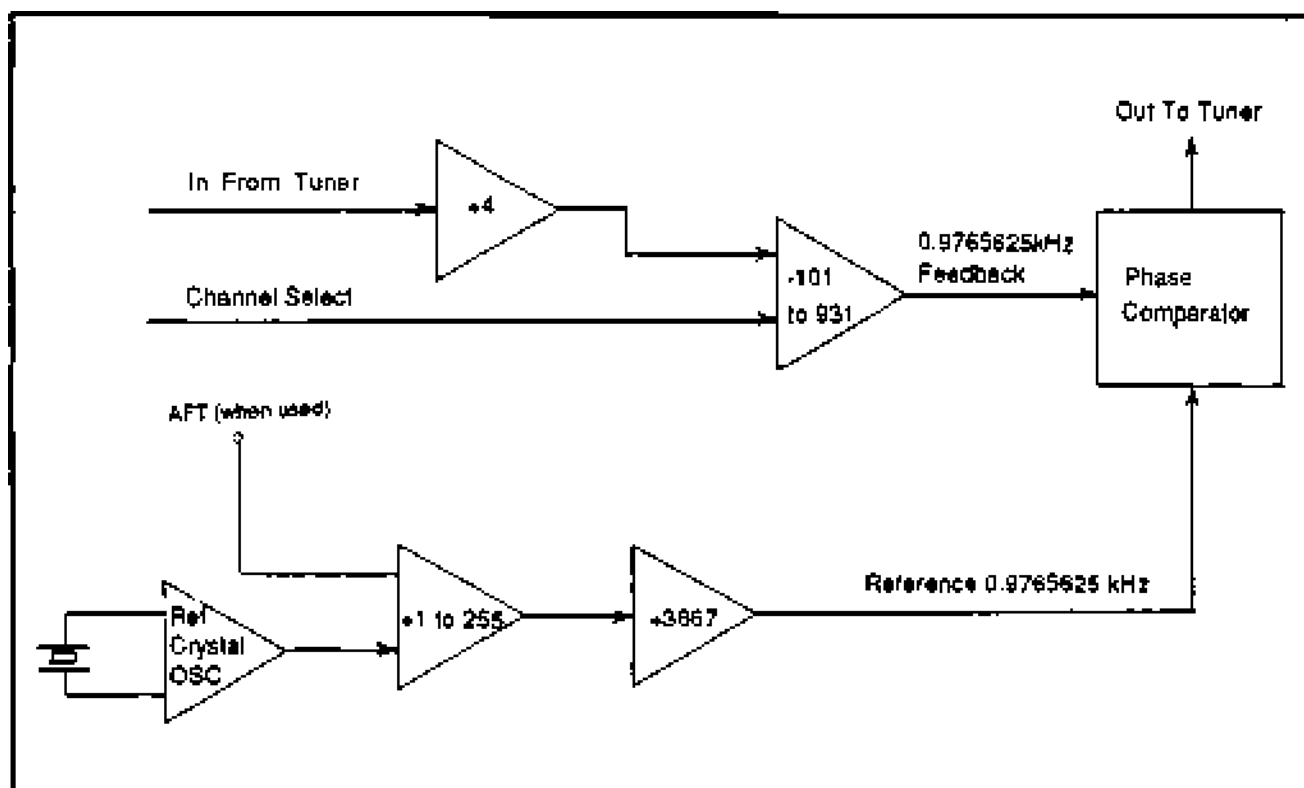 Out To Tuner
In From Tuner
+4
0.9765625kHz
Feedback
-101
to 931
Phase
Comparator
Channel Select
AFT (when used)
Ref
Crystal
OSC
+1 to 255
+3667
Reference 0.9765625 kHz